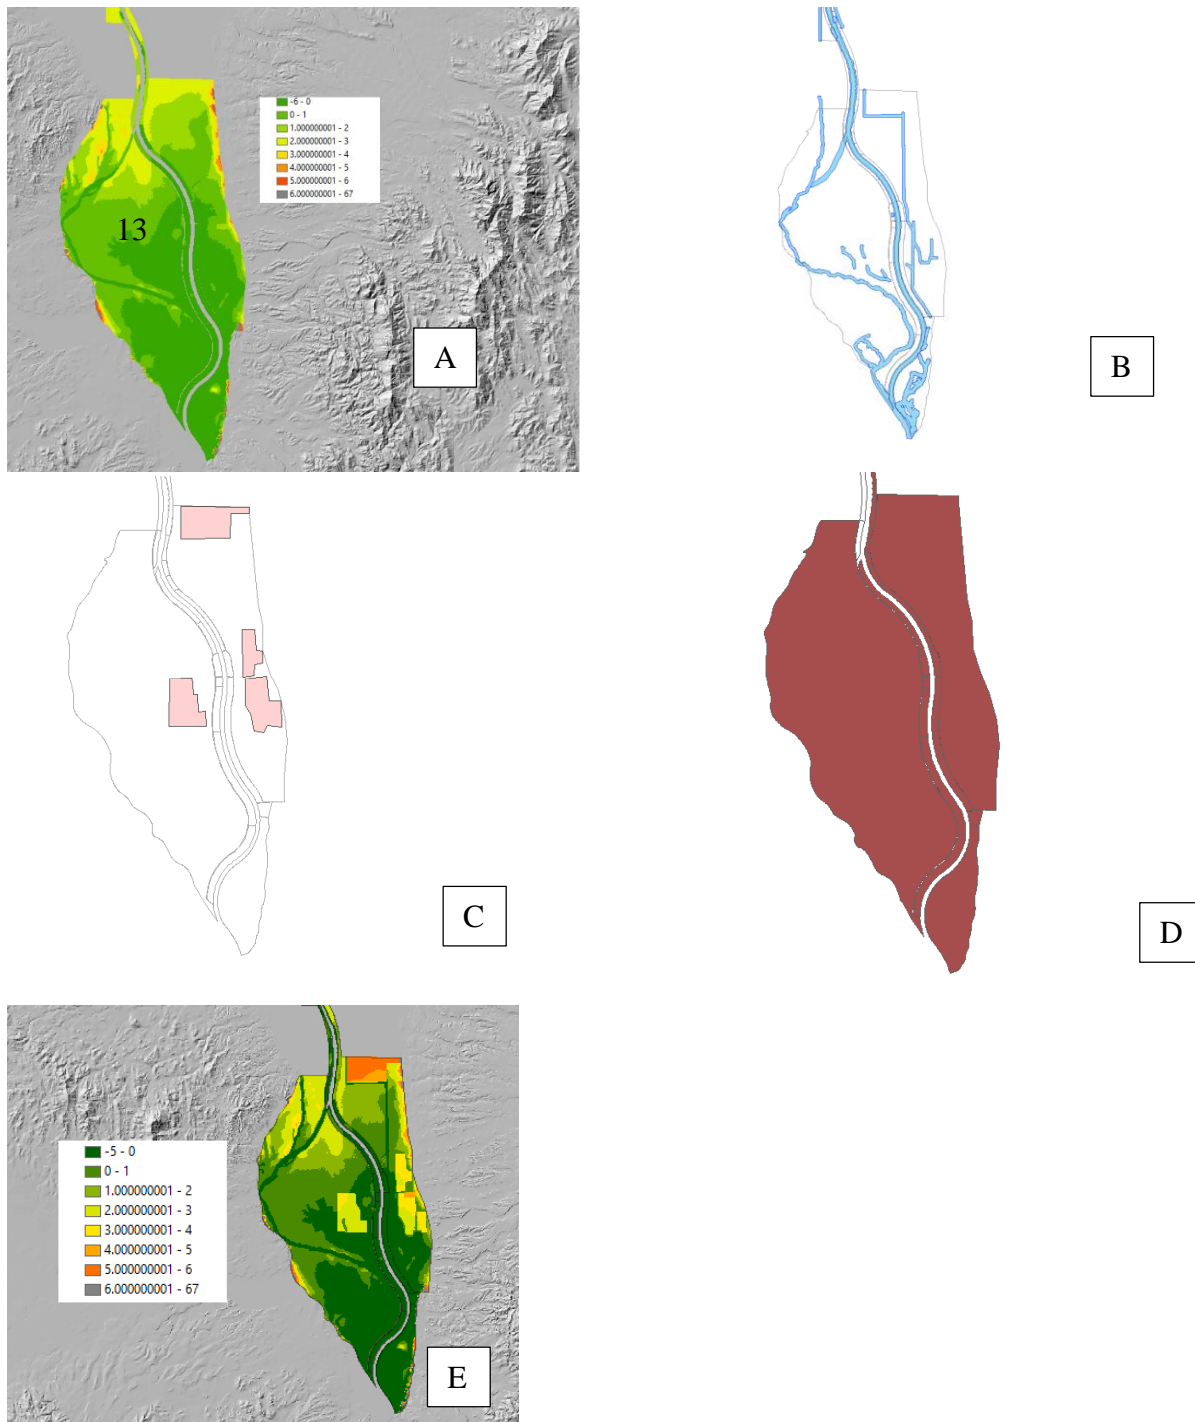 -6 - 0
0 - 1
1.000000001 - 2
2.000000001 - 3
3.000000001 - 4
4.000000001 - 5
5.000000001 - 6
6.000000001 - 67
13
A
B
C
D
-5 - 0
0 - 1
1.000000001 - 2
2.000000001 - 3
3.000000001 - 4
4.000000001 - 5
5.000000001 - 6
6.000000001 - 67
E